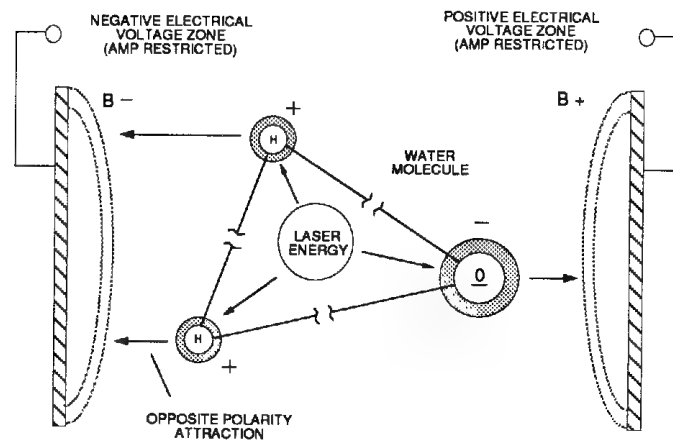 NEGATIVE ELECTRICAL
VOLTAGE ZONE
(AMP RESTRICTED)
POSITIVE ELECTRICAL
VOLTAGE ZONE
(AMP RESTRICTED)
B -
+
B +
H
WATER
MOLECULE
-
LASER
ENERGY
O
H
+
OPPOSITE POLARITY
ATTRACTION